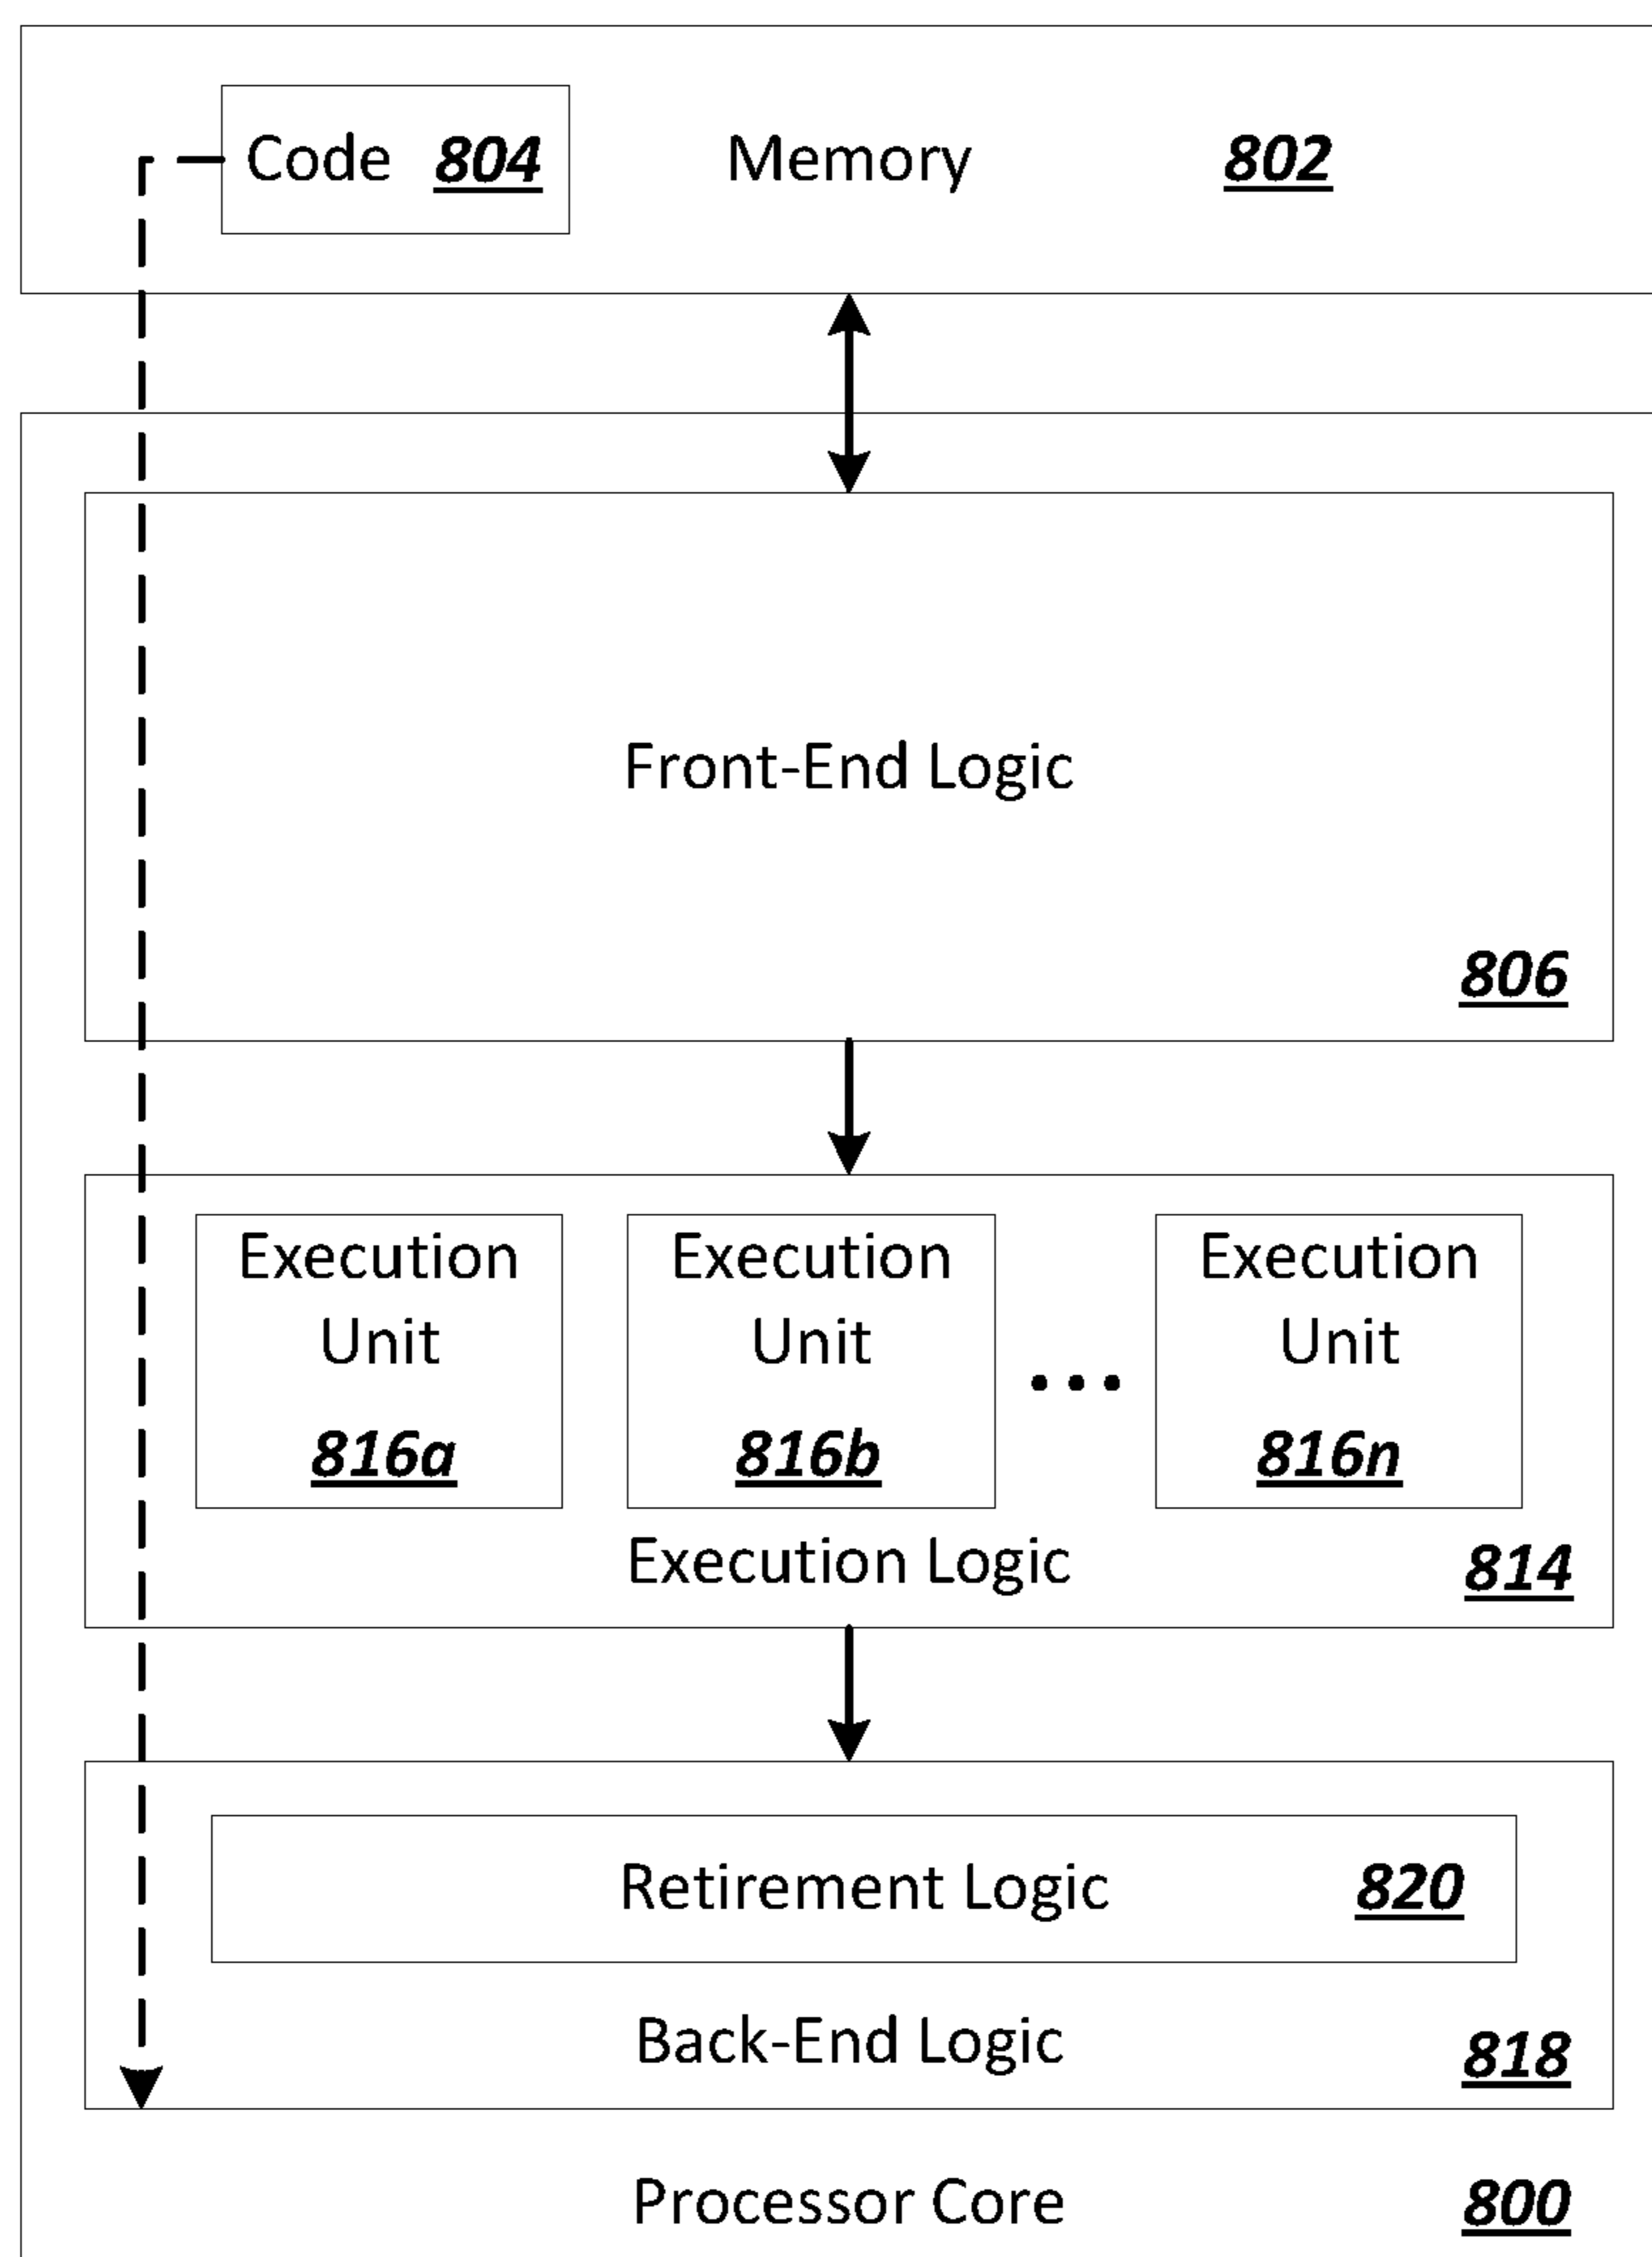 Code 804 Memory 802
Front-End Logic
806
Execution Execution Execution
Unit Unit Unit
•••
816a 816b 816n
Execution Logic 814
Retirement Logic 820
Back-End Logic 818
Processor Core 800